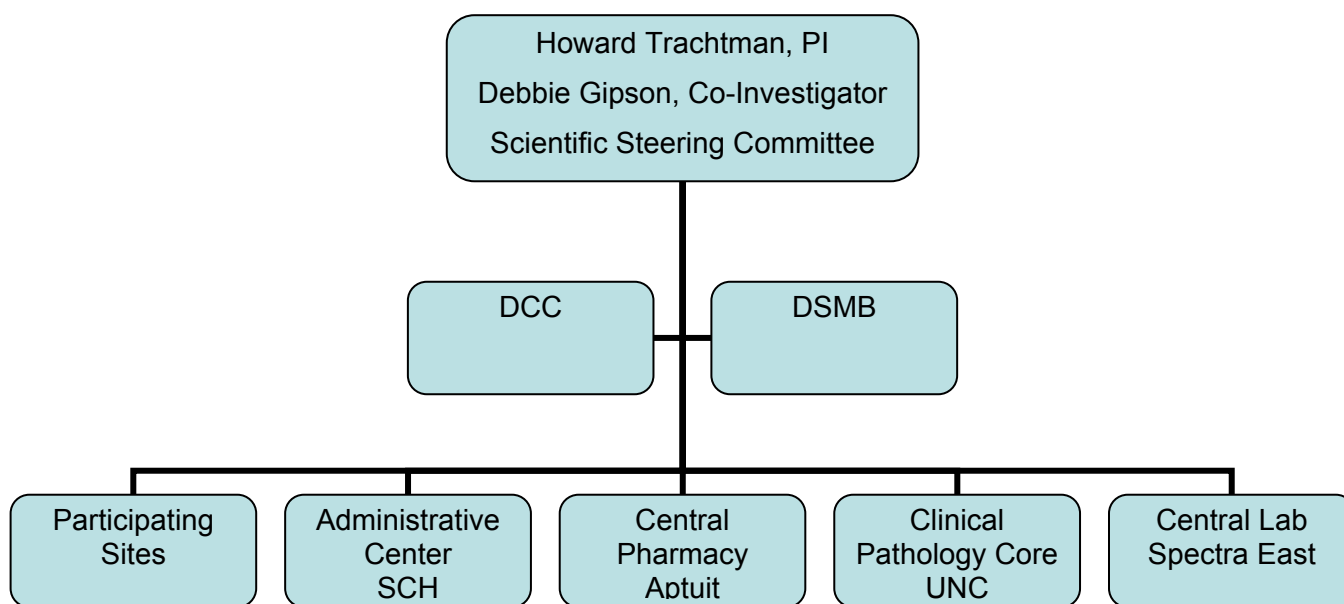 Howard Trachtman, PI
Debbie Gipson, Co-Investigator
Scientific Steering Committee
DCC
DSMB
Participating
Sites
Administrative
Center
SCH
Central
Pharmacy
Aptuit
Clinical
Pathology Core
UNC
Central Lab
Spectra East